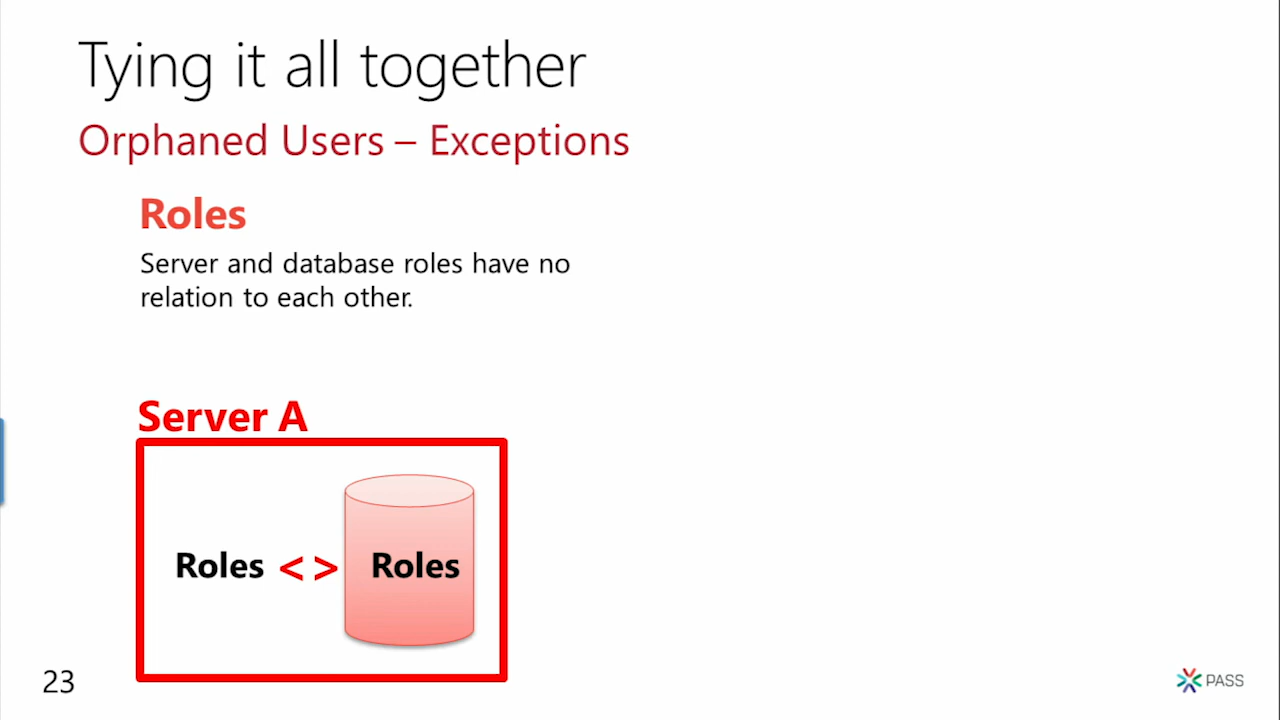 Tying it all together
Orphaned Users – Exceptions
Roles
Server and database roles have no
relation to each other.
Server A
Roles <> Roles
23
PASS